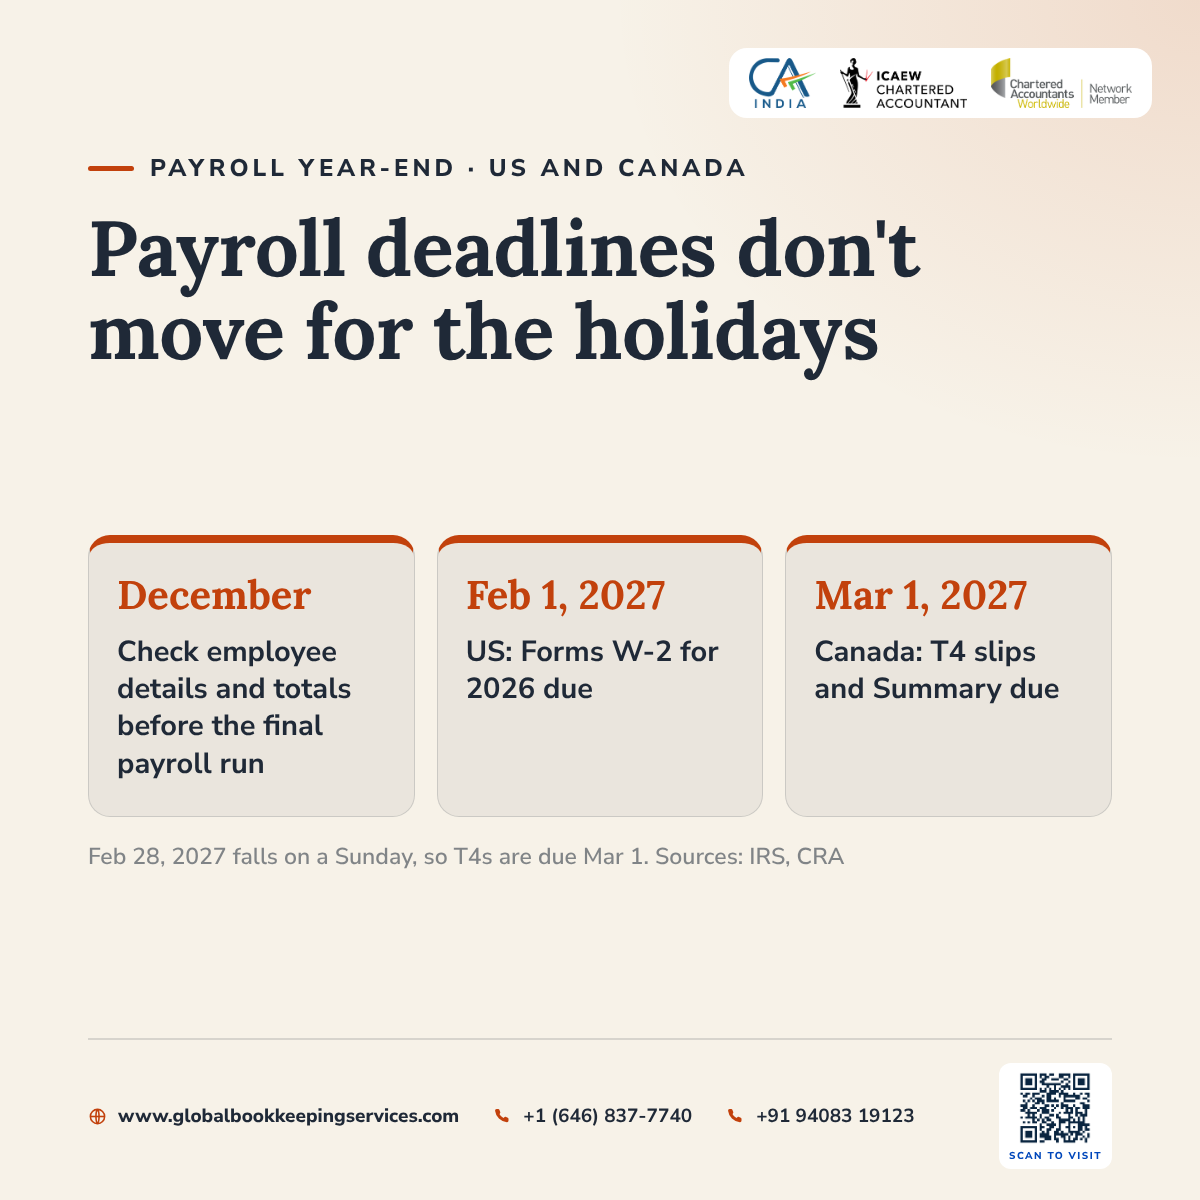 CA
INDIA
ICAEW
CHARTERED
ACCOUNTANT
Chartered
Accountants
Worldwide
Network
Member
PAYROLL YEAR-END · US AND CANADA
Payroll deadlines don't
move for the holidays
December
Check employee
details and totals
before the final
payroll run
Feb 1, 2027
US: Forms W-2 for
2026 due
Mar 1, 2027
Canada: T4 slips
and Summary due
Feb 28, 2027 falls on a Sunday, so T4s are due Mar 1. Sources: IRS, CRA
www.globalbookkeepingservices.com
+1 (646) 837-7740
+91 94083 19123
SCAN TO VISIT